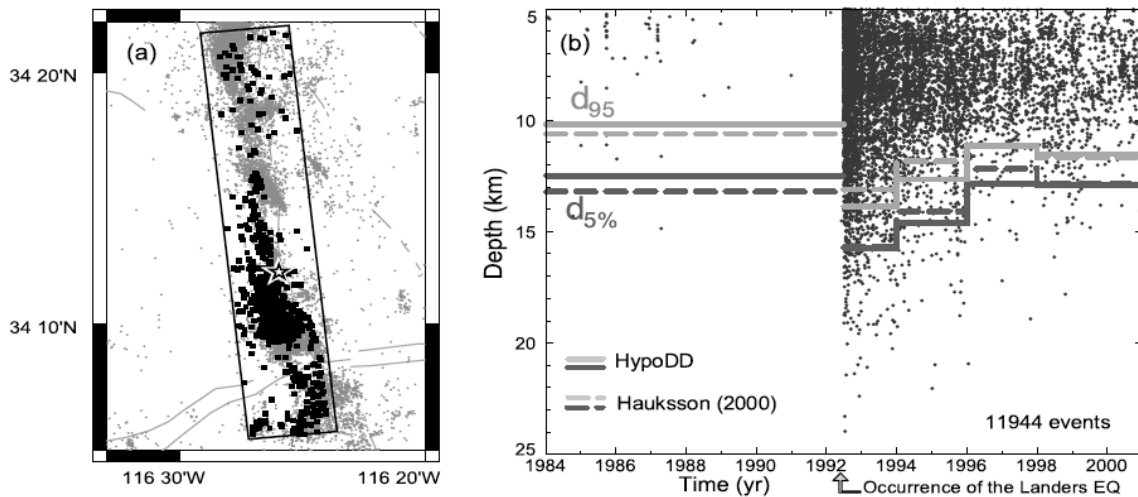 (a)
34 20'N
34 10'N
116 30'W
116 20'W
(b)
5
10
15
20
25
Depth (km)
d95
d5%
HypoDD
Hauksson (2000)
11944 events
1984 1986 1988 1990 1992 1994 1996 1998 2000
Time (yr)
Occurrence of the Landers EQ